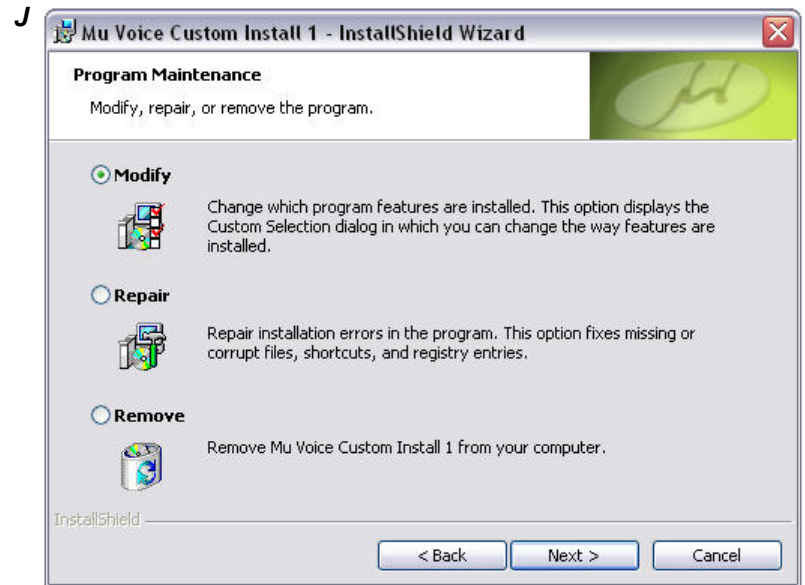 J
Mu Voice Custom Install 1 - InstallShield Wizard
Program Maintenance
Modify, repair, or remove the program.
Modify
Change which program features are installed. This option displays the
Custom Selection dialog in which you can change the way features are
installed.
Repair
Repair installation errors in the program. This option fixes missing or
corrupt files, shortcuts, and registry entries.
Remove
Remove Mu Voice Custom Install 1 from your computer.
InstallShield
< Back Next > Cancel